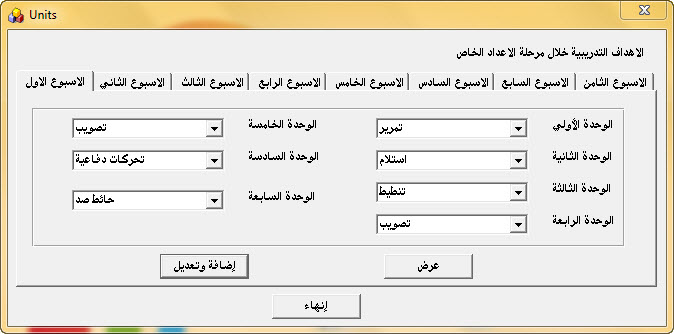 Units
الاهداف التدريبية خلال مرحلة الاعداد الخاص
الاسبوع الاول الاسبوع الثاني الاسبوع الثالث الاسبوع الرابع الاسبوع الخامس الاسبوع السادس الاسبوع السابع الاسبوع الثامن
الوحدة الأولي تمرير
الوحدة الثانية استلام
الوحدة الثالثة تنطيط
الوحدة الرابعة تصويب
الوحدة الخامسة تصويب
الوحدة السادسة تحركات دفاعية
الوحدة السابعة حائط صد
عرض
إضافة وتعديل
إنهاء